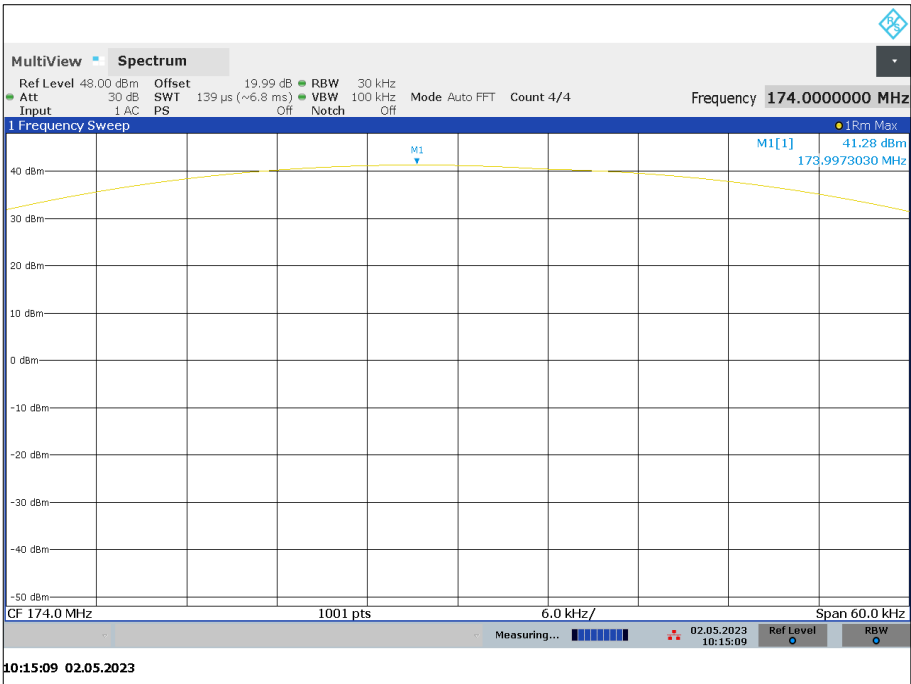 MultiView Spectrum
Ref Level 48.00 dBm Offset 19.99 dB RBW 30 kHz
Att 30 dB SWT 139 µs (~6.8 ms) VBW 100 kHz Mode Auto FFT Count 4/4 Frequency 174.0000000 MHz
Input 1 AC PS Off Notch Off
1 Frequency Sweep 1Rm Max
M1[1] 41.28 dBm
173.9973030 MHz
M1
40 dBm
30 dBm
20 dBm
10 dBm
0 dBm
-10 dBm
-20 dBm
-30 dBm
-40 dBm
-50 dBm
CF 174.0 MHz 1001 pts 6.0 kHz/ Span 60.0 kHz
Measuring... 02.05.2023 Ref Level RBW
10:15:09
10:15:09 02.05.2023